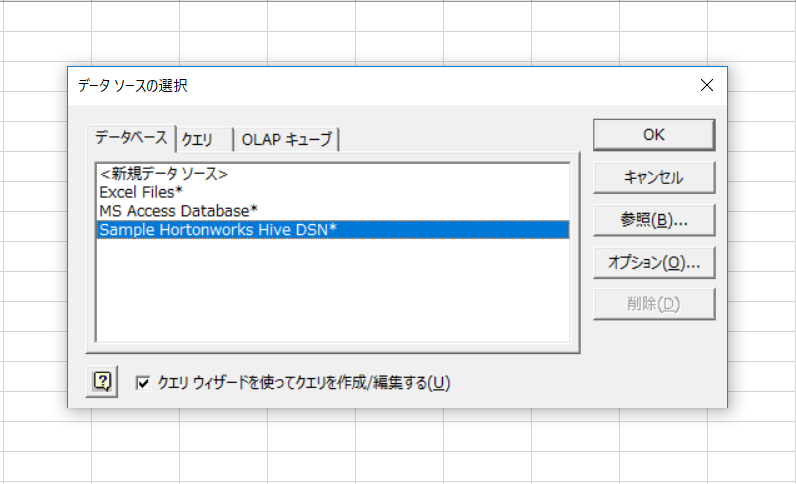 データ ソースの選択
データベース
クエリ
OLAP キューブ
<新規データ ソース>
Excel Files*
MS Access Database*
Sample Hortonworks Hive DSN*
OK
キャンセル
参照(B)...
オプション(O)...
削除(D)
クエリ ウィザードを使ってクエリを作成/編集する(U)